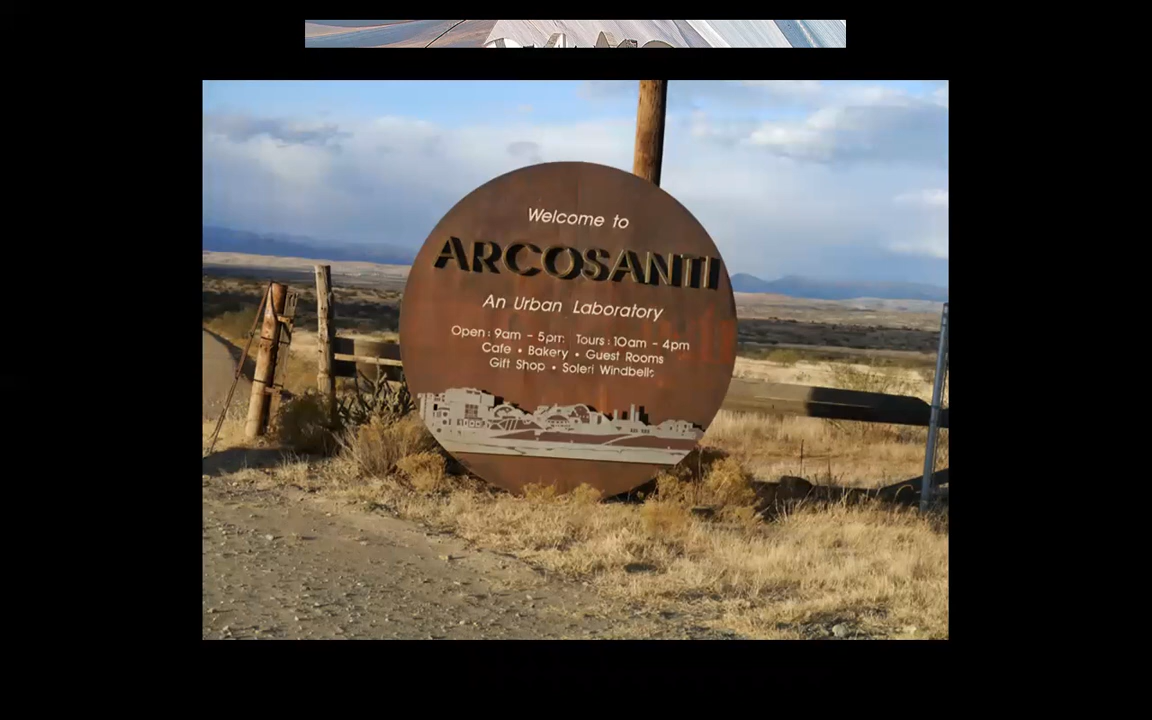 Welcome to
ARCOSANTI
An Urban Laboratory
Open: 9am - 5pm Tours: 10am - 4pm
Cafe • Bakery • Guest Rooms
Gift Shop • Soleri Windbells